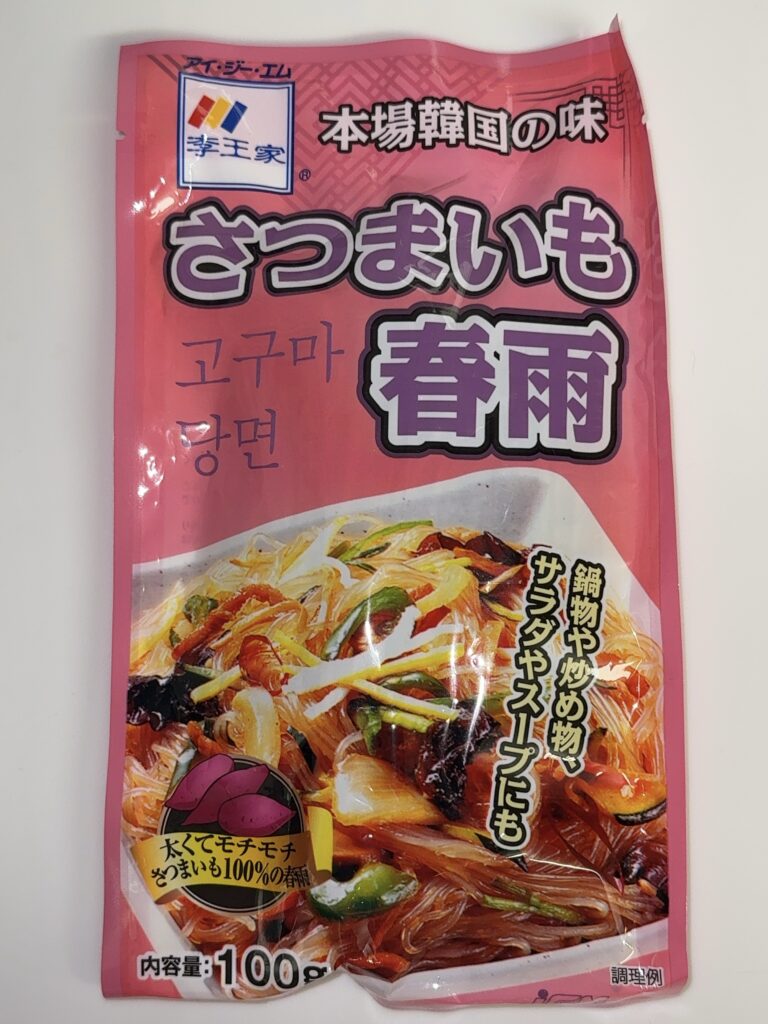 アイ・ジー・エム
李王家
®
本場韓国の味
さつまいも
春雨
고구마
당면
鍋物や炒め物、
サラダやスープにも
太くてモチモチ
さつまいも100%の春雨
内容量:100g
調理例